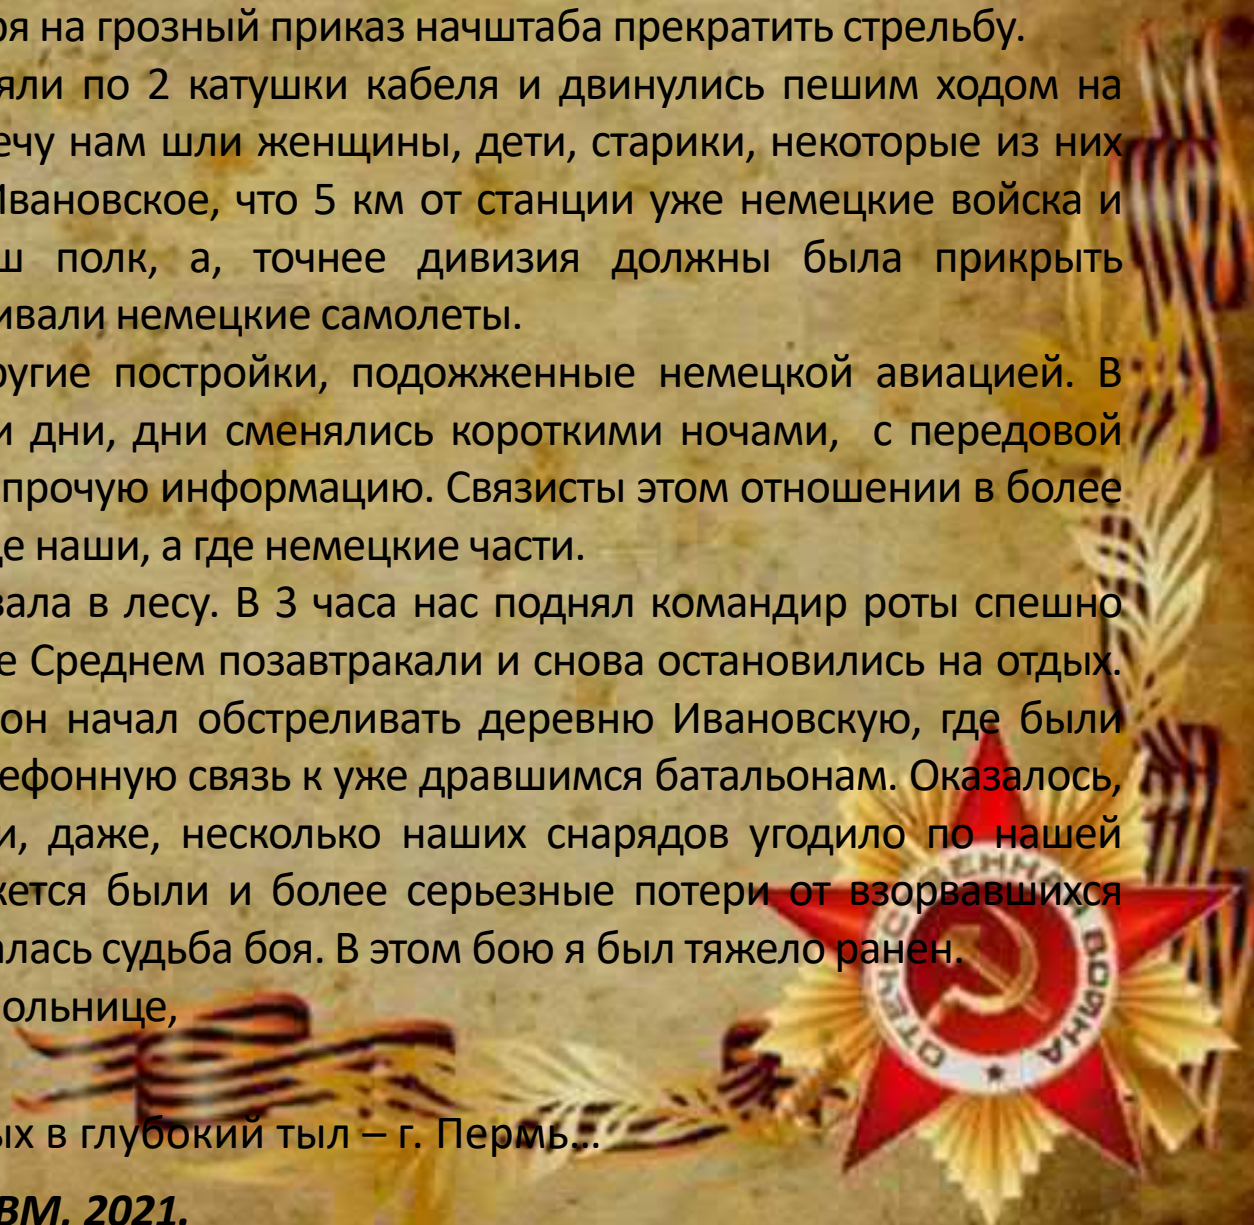 ря на грозный приказ начштаба прекратить стрельбу.
яли по 2 катушки кабеля и двинулись пешим ходом на
ечу нам шли женщины, дети, старики, некоторые из них
Ивановское, что 5 км от станции уже немецкие войска и
ш полк, а, точнее дивизия должны была прикрыть
ивали немецкие самолеты.
ругие постройки, подожженные немецкой авиацией. В
и дни, дни сменялись короткими ночами, с передовой
прочую информацию. Связисты этом отношении в более
де наши, а где немецкие части.
вала в лесу. В 3 часа нас поднял командир роты спешно
е Среднем позавтракали и снова остановились на отдых.
он начал обстреливать деревню Ивановскую, где были
лефонную связь к уже дравшимся батальонам. Оказалось,
и, даже, несколько наших снарядов угодило по нашей
жется были и более серьезные потери от взорвавшихся
алась судьба боя. В этом бою я был тяжело ранен.
ольнице,
ых в глубокий тыл – г. Пермь...
ВМ, 2021.
ОТЕЧЕСТВЕННАЯ ВОЙНА